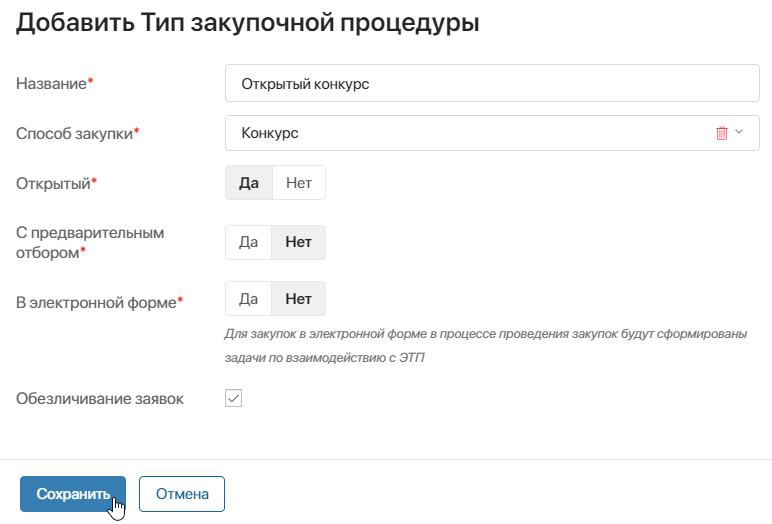 Добавить Тип закупочной процедуры
Название*
Открытый конкурс
Способ закупки*
Конкурс
Открытый*
Да Нет
С предварительным
отбором*
Да Нет
В электронной форме*
Да Нет
Для закупок в электронной форме в процессе проведения закупок будут сформированы
задачи по взаимодействию с ЭТП
Обезличивание заявок
Сохранить Отмена